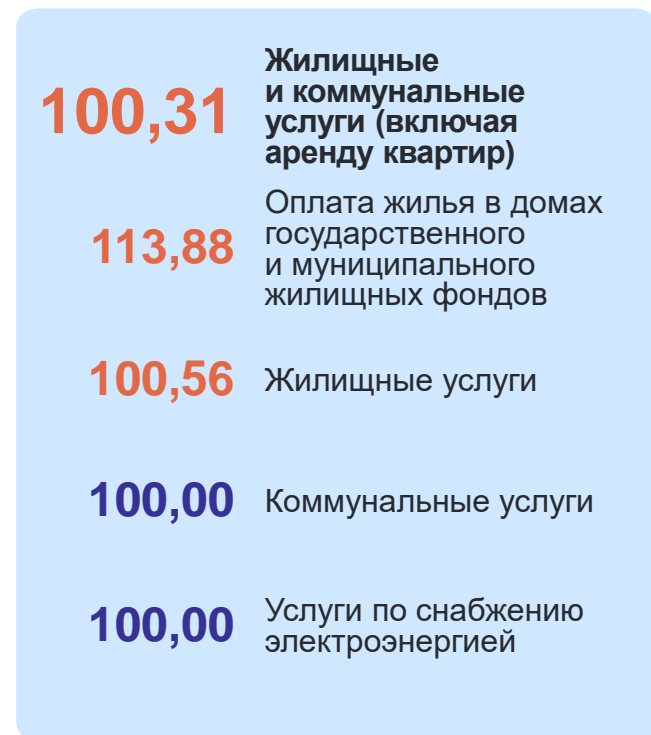 100,31
Жилищные
и коммунальные
услуги (включая
аренду квартир)
113,88
Оплата жилья в домах
государственного
и муниципального
жилищных фондов
100,56 Жилищные услуги
100,00 Коммунальные услуги
100,00
Услуги по снабжению
электроэнергией